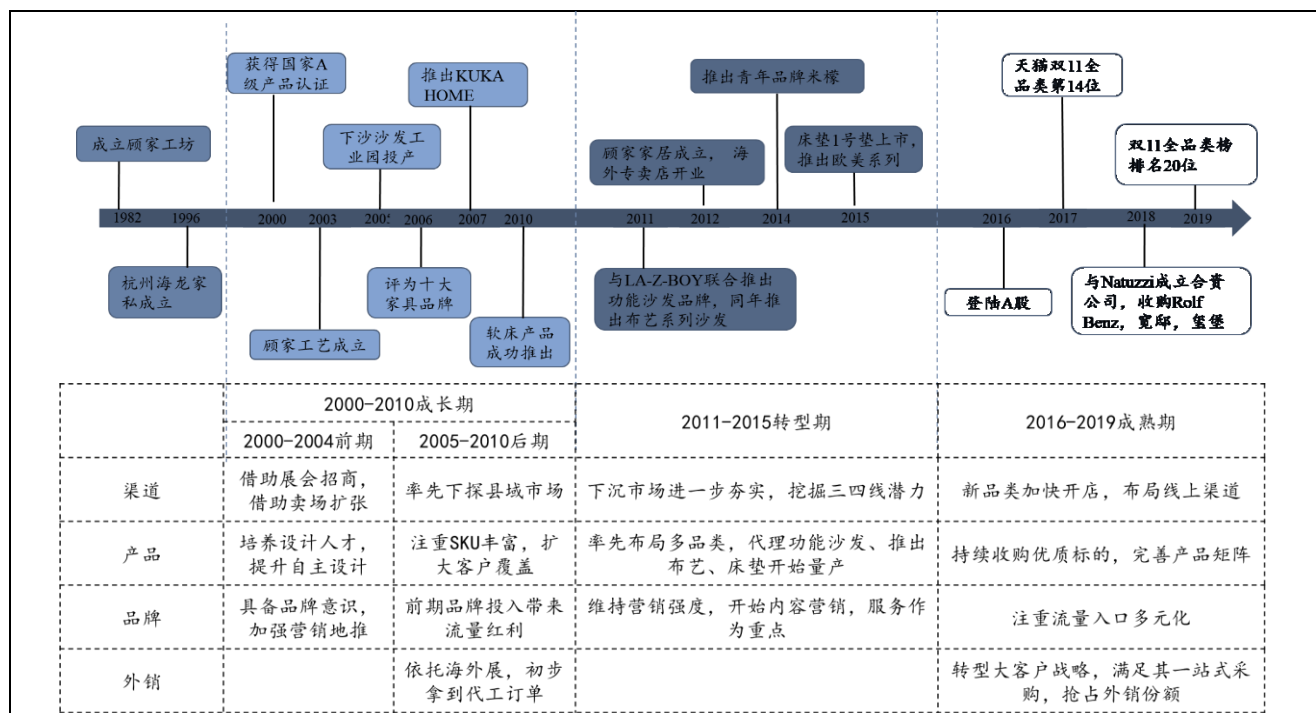 获得国家A
级产品认证
推出KUKA
HOME
推出青年品牌米檬
天猫双11全
品类第14位
成立顾家工坊
下沙沙发工
业园投产
顾家家居成立， 海
外专卖店开业
床垫1号垫上市，
推出欧美系列
双11全品类榜
排名20位
1982
1996
2000
2003
2005
2006
2007
2010
2011
2012
2014
2015
2016
2017
2018
2019
杭州海龙家
私成立
顾家工艺成立
评为十大
家具品牌
软床产品
成功推出
与LA-Z-BOY联合推出
功能沙发品牌，同年推
出布艺系列沙发
登陆A股
与Natuzzi成立合资
公司，收购Rolf
Benz，宽邸，玺堡
2000-2010成长期
2011-2015转型期
2016-2019成熟期
2000-2004前期
2005-2010后期
渠道
借助展会招商，
借助卖场扩张
率先下探县域市场
下沉市场进一步夯实，挖掘三四线潜力
新品类加快开店，布局线上渠道
产品
培养设计人才，
提升自主设计
注重SKU丰富，扩
大客户覆盖
率先布局多品类，代理功能沙发、推出
布艺、床垫开始量产
持续收购优质标的，完善产品矩阵
品牌
具备品牌意识，
加强营销地推
前期品牌投入带来
流量红利
维持营销强度，开始内容营销，服务作
为重点
注重流量入口多元化
外销
依托海外展，初步
拿到代工订单
转型大客户战略，满足其一站式采
购，抢占外销份额